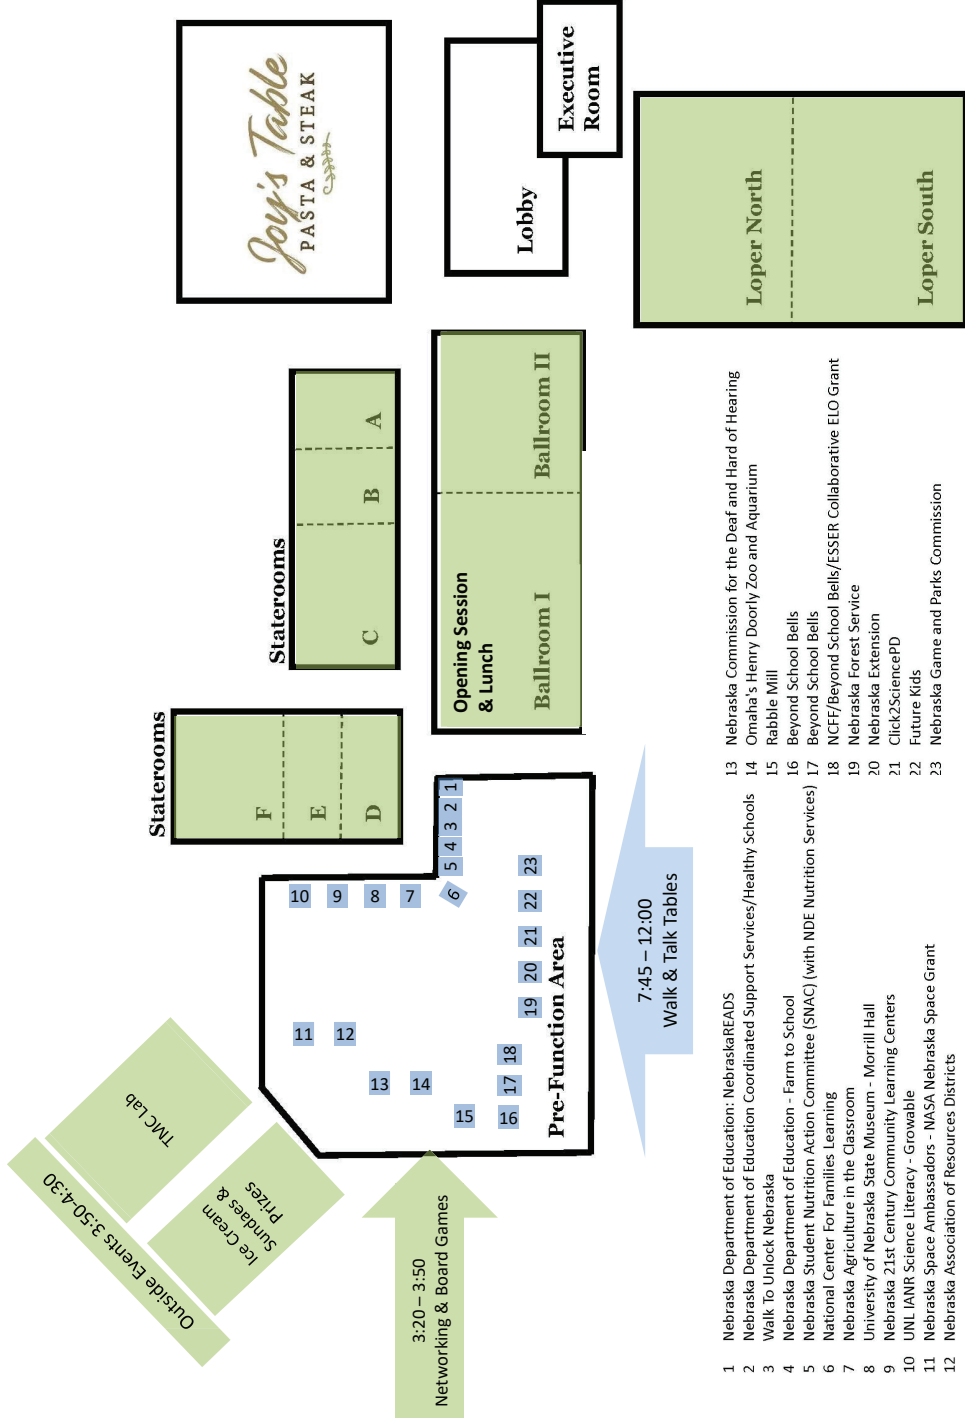 Outside Events 3:50-4:30
TMC Lab
Ice Cream
Sundaes &
Prizes
3:20 – 3:50
Networking & Board Games
Staterooms
F
E
D
Staterooms
C
B
A
Joy's Table
PASTA & STEAK
Opening Session
& Lunch
Ballroom I
Ballroom II
Lobby
Executive
Room
Loper North
Loper South
10
9
8
7
6
5
4
3
2
1
11
12
13
14
15
16
17
18
19
20
21
22
23
Pre-Function Area
7:45 – 12:00
Walk & Talk Tables
1 Nebraska Department of Education: NebraskaREADS
2 Nebraska Department of Education Coordinated Support Services/Healthy Schools
3 Walk To Unlock Nebraska
4 Nebraska Department of Education - Farm to School
5 Nebraska Student Nutrition Action Committee (SNAC) (with NDE Nutrition Services)
6 National Center For Families Learning
7 Nebraska Agriculture in the Classroom
8 University of Nebraska State Museum - Morrill Hall
9 Nebraska 21st Century Community Learning Centers
10 UNL IANR Science Literacy - Growable
11 Nebraska Space Ambassadors - NASA Nebraska Space Grant
12 Nebraska Association of Resources Districts
13 Nebraska Commission for the Deaf and Hard of Hearing
14 Omaha's Henry Doorly Zoo and Aquarium
15 Rabble Mill
16 Beyond School Bells
17 Beyond School Bells
18 NCFF/Beyond School Bells/ESSER Collaborative ELO Grant
19 Nebraska Forest Service
20 Nebraska Extension
21 Click2SciencePD
22 Future Kids
23 Nebraska Game and Parks Commission